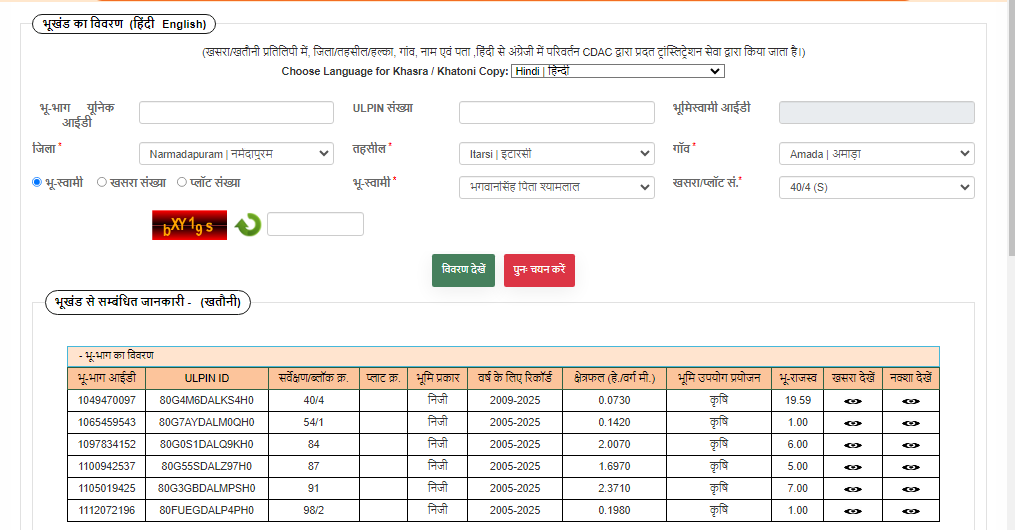 भूखंड का विवरण (हिंदी English)
(खसरा/खतौनी प्रतिलिपी में, जिला/तहसील/हल्का, गांव, नाम एवं पता ,हिंदी से अंग्रेजी में परिवर्तन CDAC द्वारा प्रदत ट्रांस्लिट्रेशन सेवा द्वारा किया जाता है।)
Choose Language for Khasra / Khatoni Copy: Hindi | हिन्दी
भू-भाग यूनिक आईडी ULPIN संख्या भूमिस्वामी आईडी
जिला * Narmadapuram | नर्मदापुरम तहसील * Itarsi | इटारसी गाँव * Amada | अमाड़ा
भू-स्वामी खसरा संख्या प्लॉट संख्या भू-स्वामी * भगवानसिंह पिता श्यामलाल खसरा/प्लॉट सं.* 40/4 (S)
bXY19s
विवरण देखें पुनः चयन करें
भूखंड से सम्बंधित जानकारी - (खतौनी)
- भू-भाग का विवरण
भू-भाग आईडी ULPIN ID सर्वेक्षण/ब्लॉक क्र. प्लाट क्र. भूमि प्रकार वर्ष के लिए रिकॉर्ड क्षेत्रफल (हे./वर्ग मी.) भूमि उपयोग प्रयोजन भू-राजस्व खसरा देखें नक्शा देखें
1049470097 80G4M6DALKS4H0 40/4 निजी 2009-2025 0.0730 कृषि 19.59
1065459543 80G7AYDALM0QH0 54/1 निजी 2005-2025 0.1420 कृषि 1.00
1097834152 80G0S1DALQ9KH0 84 निजी 2005-2025 2.0070 कृषि 6.00
1100942537 80G55SDALZ97H0 87 निजी 2005-2025 1.6970 कृषि 5.00
1105019425 80G3GBDALMPSH0 91 निजी 2005-2025 2.3710 कृषि 7.00
1112072196 80FUEGDALP4PH0 98/2 निजी 2005-2025 0.1980 कृषि 1.00